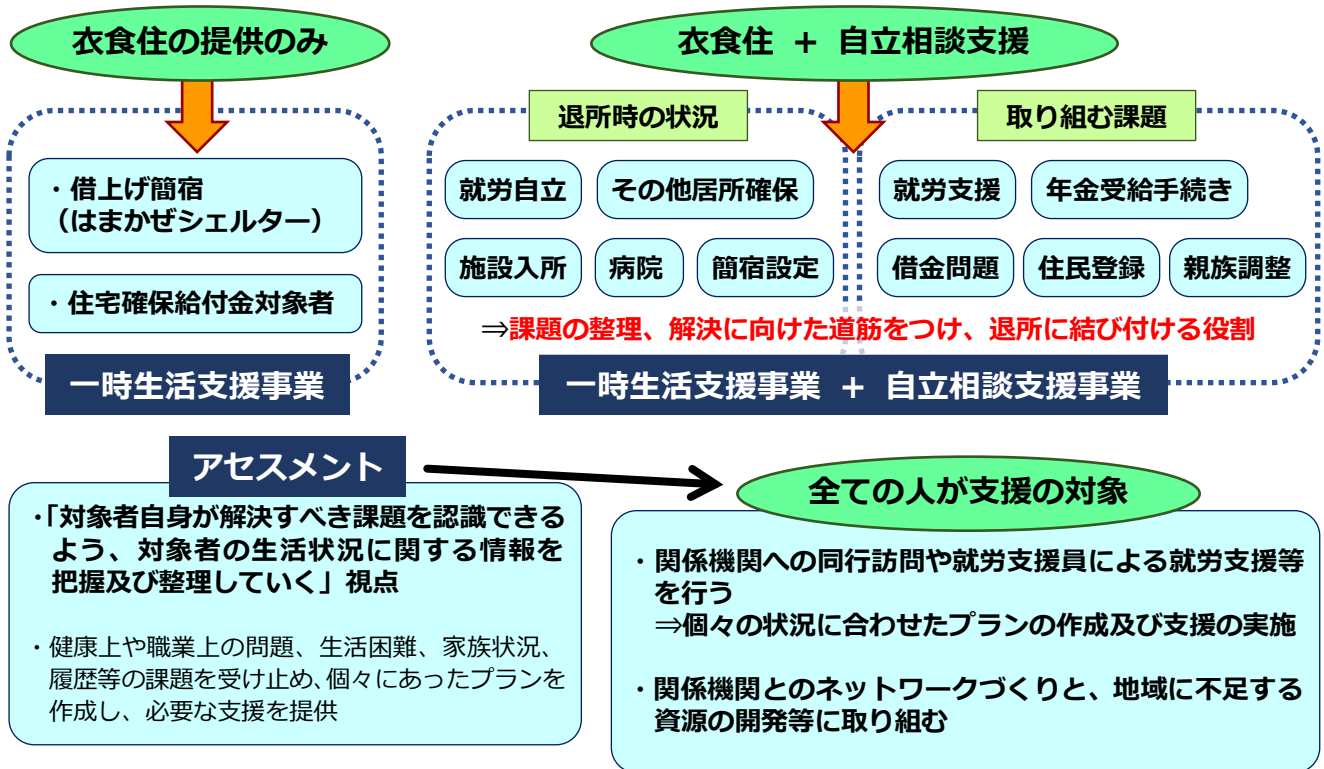 衣食住の提供のみ
・借上げ簡宿
（はまかぜシェルター）
・住宅確保給付金対象者
一時生活支援事業
衣食住 + 自立相談支援
退所時の状況
就労自立
その他居所確保
施設入所
病院
簡宿設定
取り組む課題
就労支援
年金受給手続き
借金問題
住民登録
親族調整
⇒課題の整理、解決に向けた道筋をつけ、退所に結び付ける役割
一時生活支援事業 + 自立相談支援事業
アセスメント
・「対象者自身が解決すべき課題を認識できる
よう、対象者の生活状況に関する情報を
把握及び整理していく」視点
・健康上や職業上の問題、生活困難、家族状況、
履歴等の課題を受け止め、個々にあったプランを
作成し、必要な支援を提供
全ての人が支援の対象
・関係機関への同行訪問や就労支援員による就労支援等
を行う
⇒個々の状況に合わせたプランの作成及び支援の実施
・関係機関とのネットワークづくりと、地域に不足する
資源の開発等に取り組む